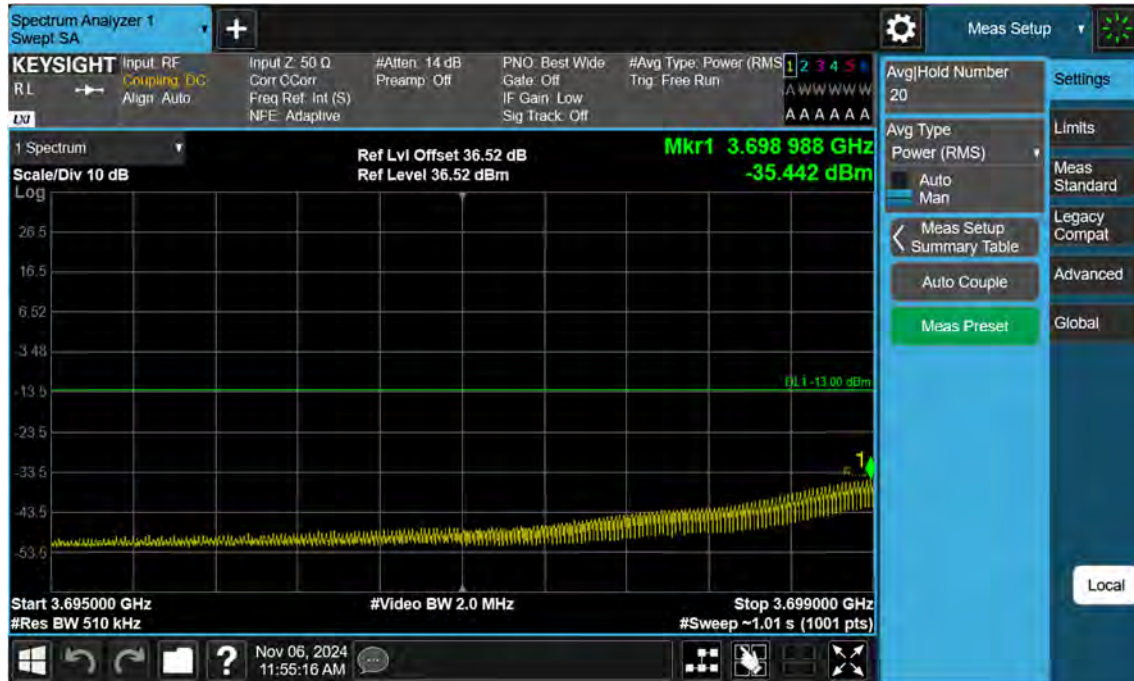 Spectrum Analyzer 1
Swept SA
Meas Setup
KEYSIGHT
R L
LXI
Input: RF
Coupling: DC
Align: Auto
Input Z: 50 Ω
Corr CCorr
Freq Ref: Int (S)
NFE: Adaptive
#Atten: 14 dB
Preamp: Off
PNO: Best Wide
Gate: Off
IF Gain: Low
Sig Track: Off
#Avg Type: Power (RMS
Trig: Free Run
1 2 3 4 5 6
A W W W W W
A A A A A A
1 Spectrum
Scale/Div 10 dB
Log
Ref Lvl Offset 36.52 dB
Ref Level 36.52 dBm
Mkr1 3.698 988 GHz
-35.442 dBm
26.5
16.5
6.52
-3.48
-13.5
-23.5
-33.5
-43.5
-53.5
DL1 -13.00 dBm
1
Start 3.695000 GHz
#Res BW 510 kHz
#Video BW 2.0 MHz
Stop 3.699000 GHz
#Sweep ~1.01 s (1001 pts)
Avg|Hold Number
20
Avg Type
Power (RMS)
Auto
Man
Meas Setup
Summary Table
Auto Couple
Meas Preset
Settings
Limits
Meas
Standard
Legacy
Compat
Advanced
Global
Local
?
Nov 06, 2024
11:55:16 AM